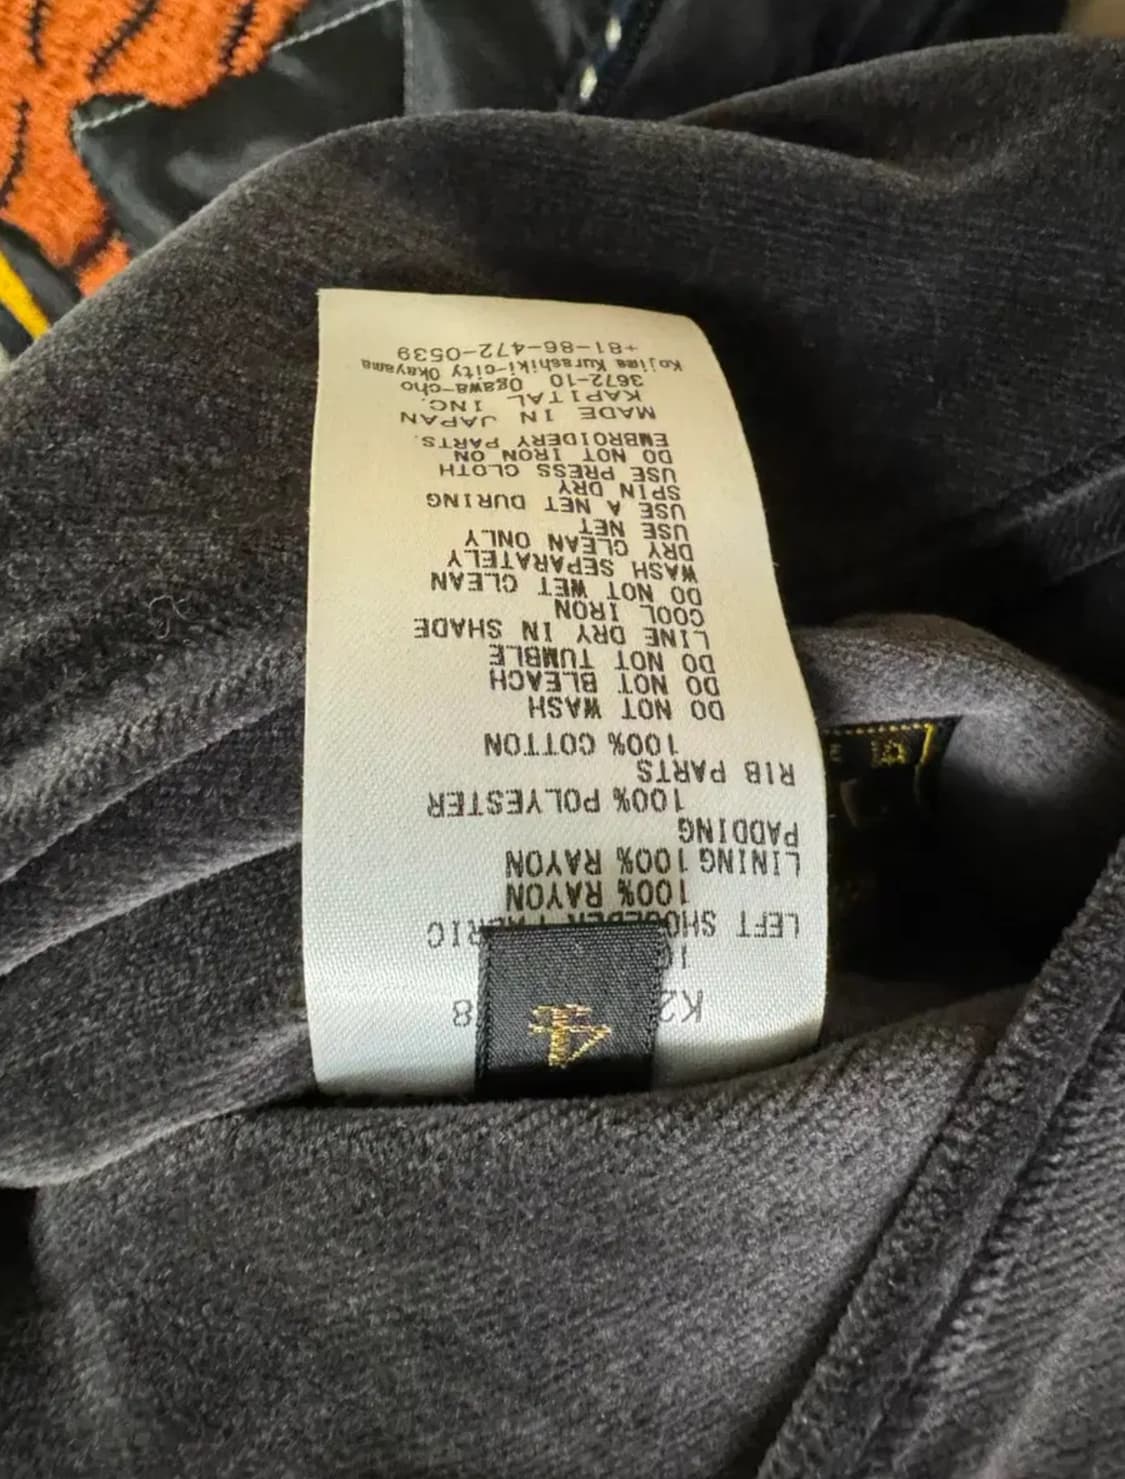 LEFT SHOULDER FABRIC
100% RAYON
LINING 100% RAYON
PADDING
100% POLYESTER
RIB PARTS
100% COTTON
DO NOT WASH
DO NOT BLEACH
DO NOT TUMBLE
LINE DRY IN SHADE
COOL IRON
DO NOT WET CLEAN
WASH SEPARATELY
DRY CLEAN ONLY
USE NET
USE A NET DURING
SPIN DRY
USE PRESS CLOTH
DO NOT IRON ON
EMBROIDERY PARTS.
MADE IN JAPAN
KAPITAL INC.
3672-10, Ogawa-cho
Kojima Kurashiki-city Okayama
+81-86-472-0539
4